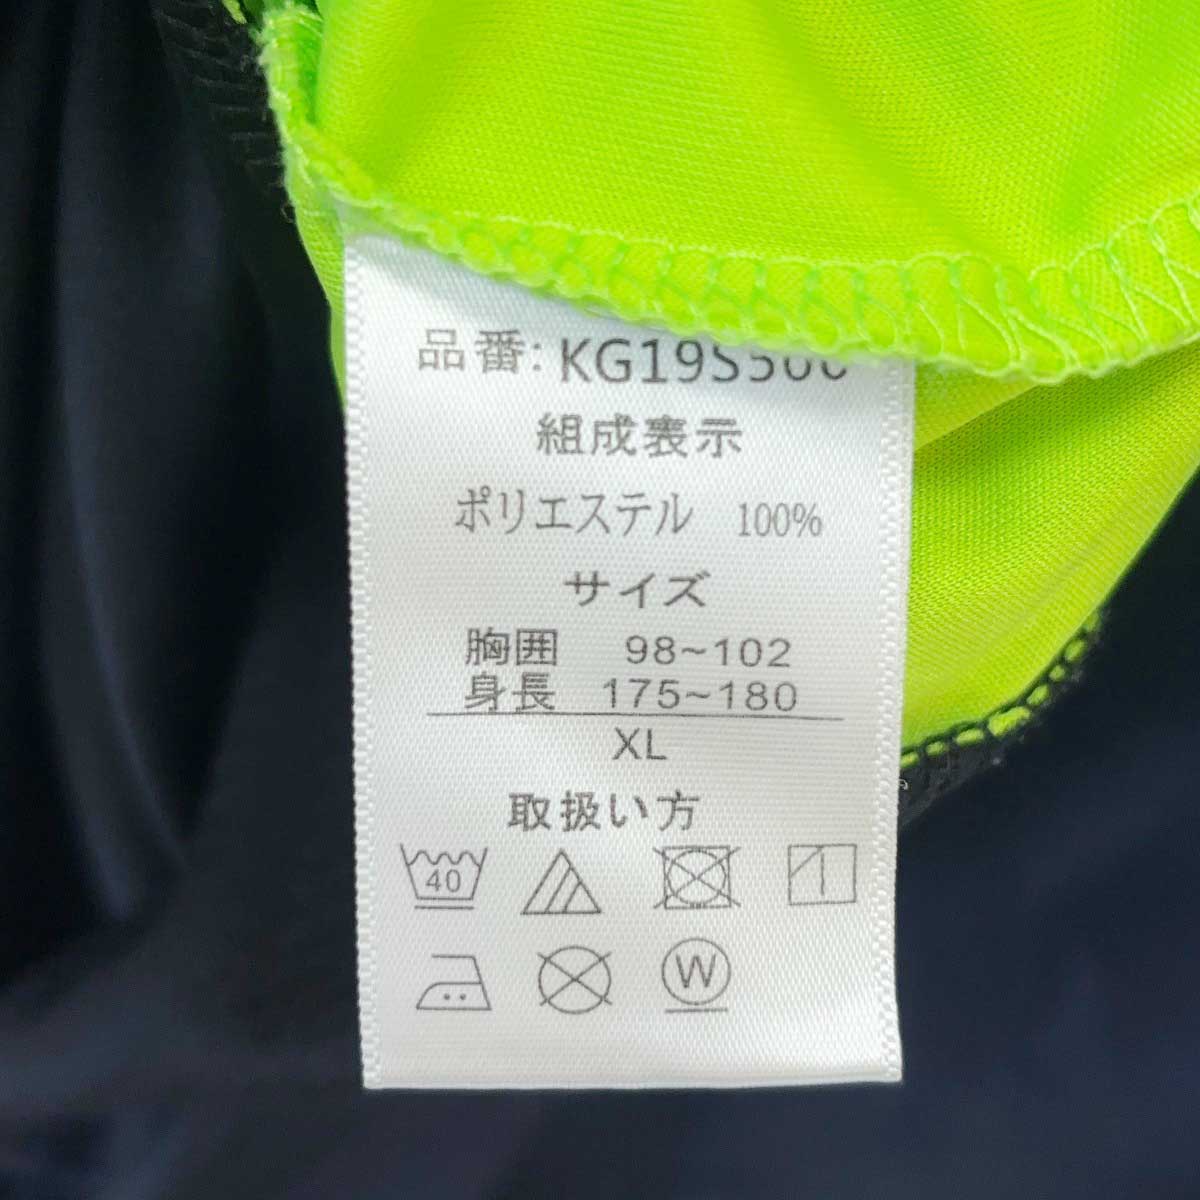 品番:
組成表示
ポリエステル 100%
サイズ
胸囲 98~102
身長 175~180
XL
取扱い方
40
W